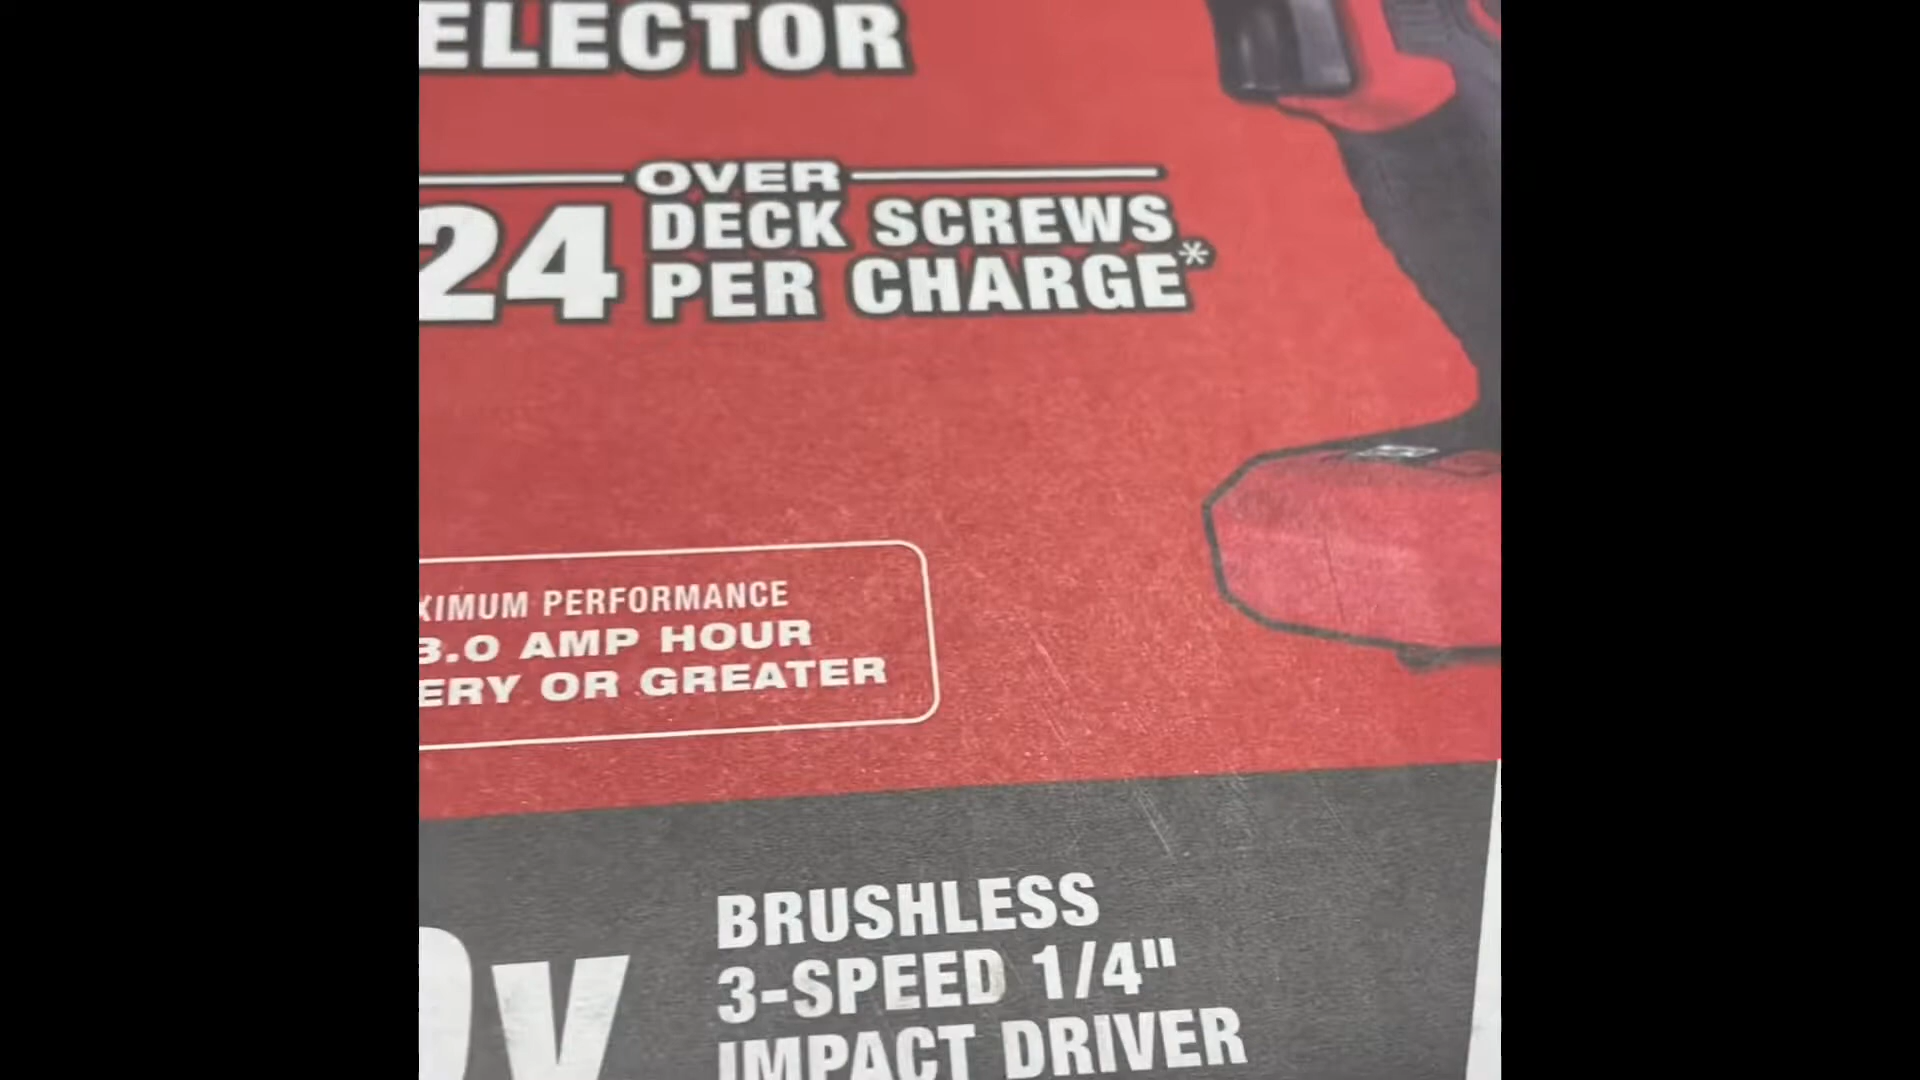 ELECTOR
OVER
24 DECK SCREWS
PER CHARGE*
XIMUM PERFORMANCE
3.0 AMP HOUR
ERY OR GREATER
0v BRUSHLESS
3-SPEED 1/4"
IMPACT DRIVER